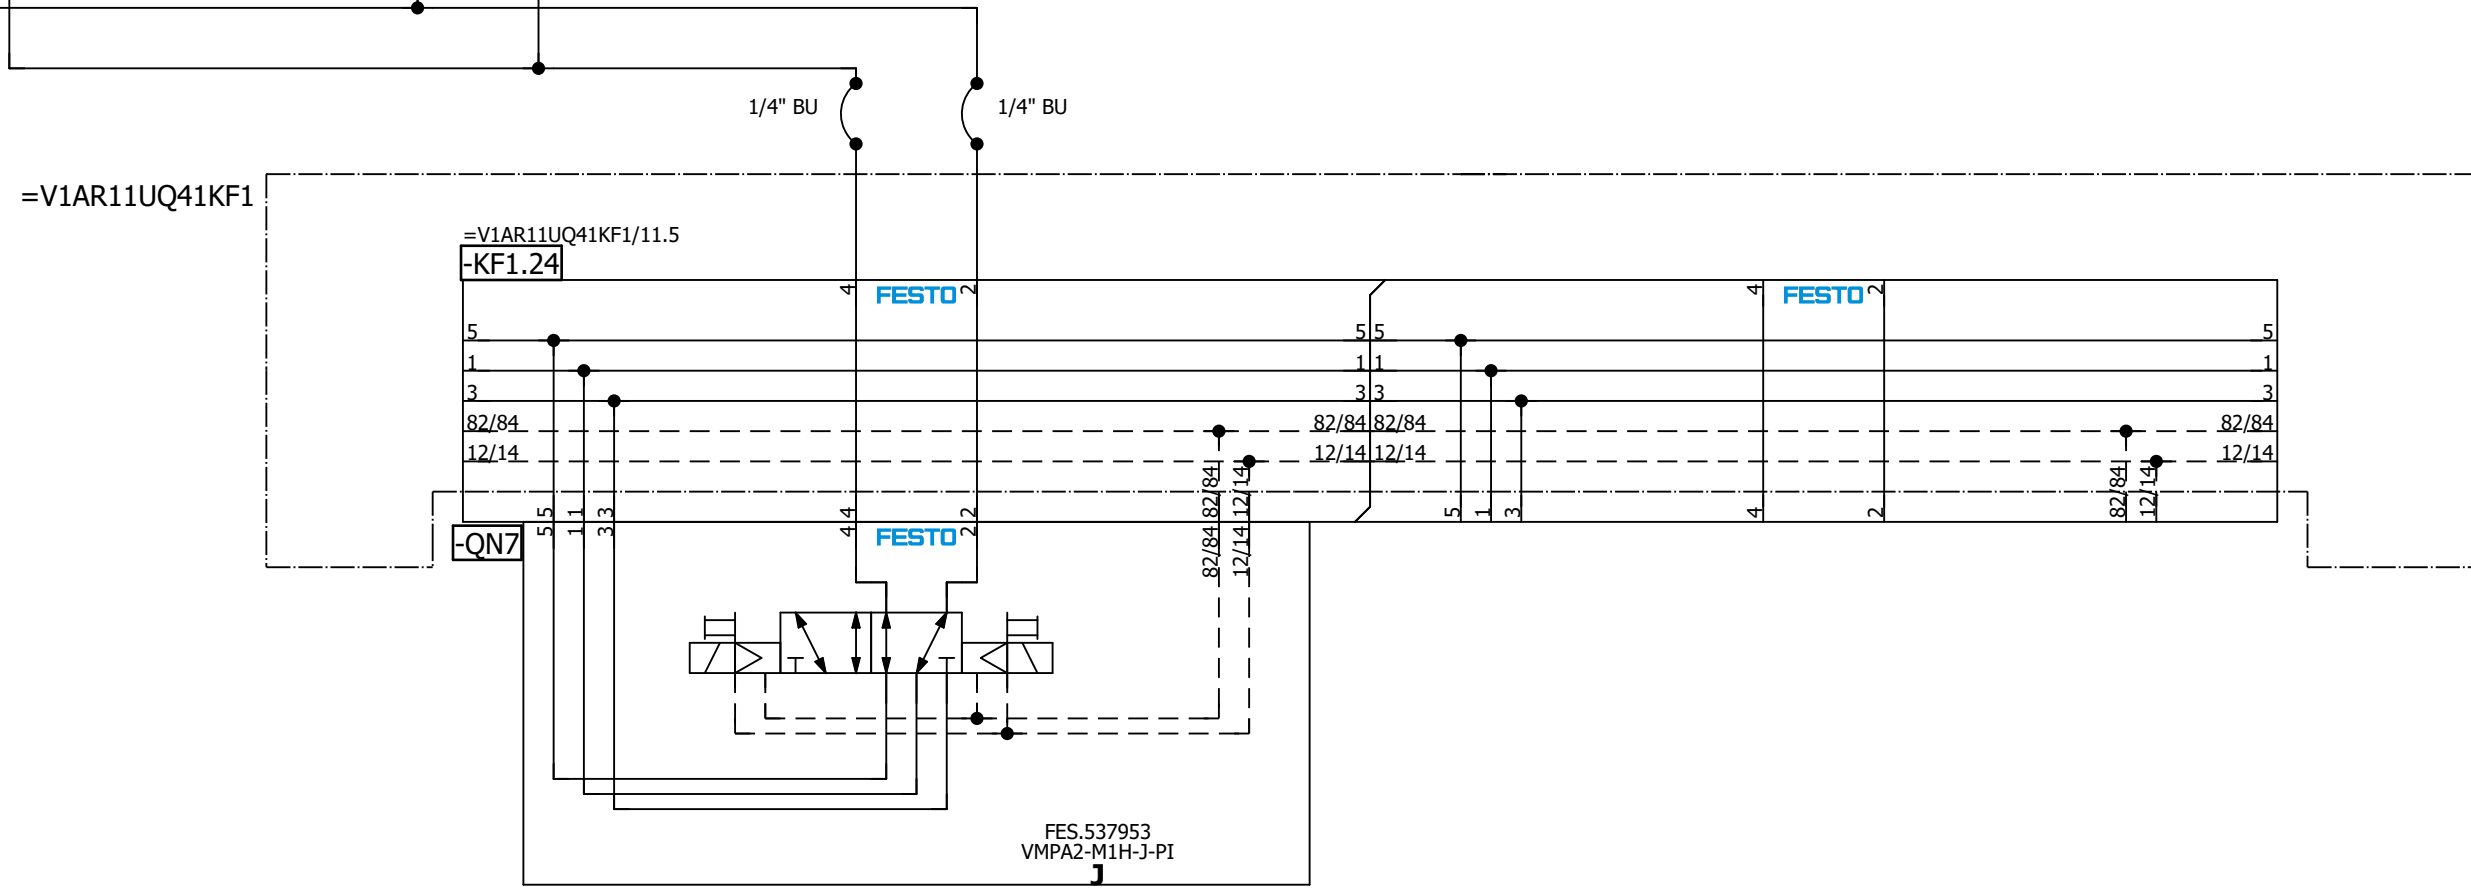 1/4" BU
1/4" BU
=V1AR11UQ41KF1
=V1AR11UQ41KF1/11.5
-KF1.24
4 FESTO 2
4 FESTO 2
5 5 5 5
1 1 1 1
3 3 3 3
82/84 82/84 82/84 82/84
12/14 12/14 12/14 12/14
5 1 3 4 2 82/84 12/14
5 1 3 4 2 82/84 12/14
-QN7
5 1 3 4 FESTO 2 82/84 12/14
FES.537953
VMPA2-M1H-J-PI
J